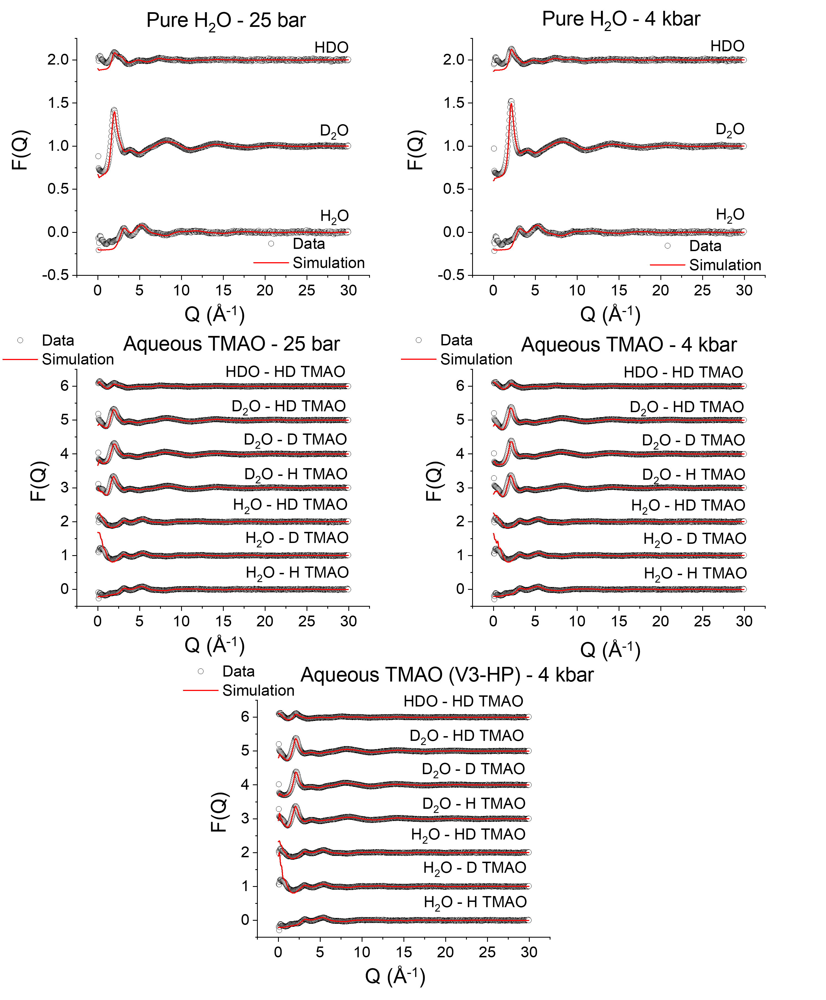 Pure H₂O - 25 bar
HDO
D₂O
H₂O
Data
Simulation
F(Q)
2.0
1.5
1.0
0.5
0.0
-0.5
0 5 10 15 20 25 30
Q (Å⁻¹)
Pure H₂O - 4 kbar
HDO
D₂O
H₂O
Data
Simulation
F(Q)
2.0
1.5
1.0
0.5
0.0
-0.5
0 5 10 15 20 25 30
Q (Å⁻¹)
Data
Simulation
Aqueous TMAO - 25 bar
HDO - HD TMAO
D₂O - HD TMAO
D₂O - D TMAO
D₂O - H TMAO
H₂O - HD TMAO
H₂O - D TMAO
H₂O - H TMAO
F(Q)
6
5
4
3
2
1
0
0 5 10 15 20 25 30
Q (Å⁻¹)
Data
Simulation
Aqueous TMAO - 4 kbar
HDO - HD TMAO
D₂O - HD TMAO
D₂O - D TMAO
D₂O - H TMAO
H₂O - HD TMAO
H₂O - D TMAO
H₂O - H TMAO
F(Q)
6
5
4
3
2
1
0
0 5 10 15 20 25 30
Q (Å⁻¹)
Data
Simulation
Aqueous TMAO (V3-HP) - 4 kbar
HDO - HD TMAO
D₂O - HD TMAO
D₂O - D TMAO
D₂O - H TMAO
H₂O - HD TMAO
H₂O - D TMAO
H₂O - H TMAO
F(Q)
6
5
4
3
2
1
0
0 5 10 15 20 25 30
Q (Å⁻¹)